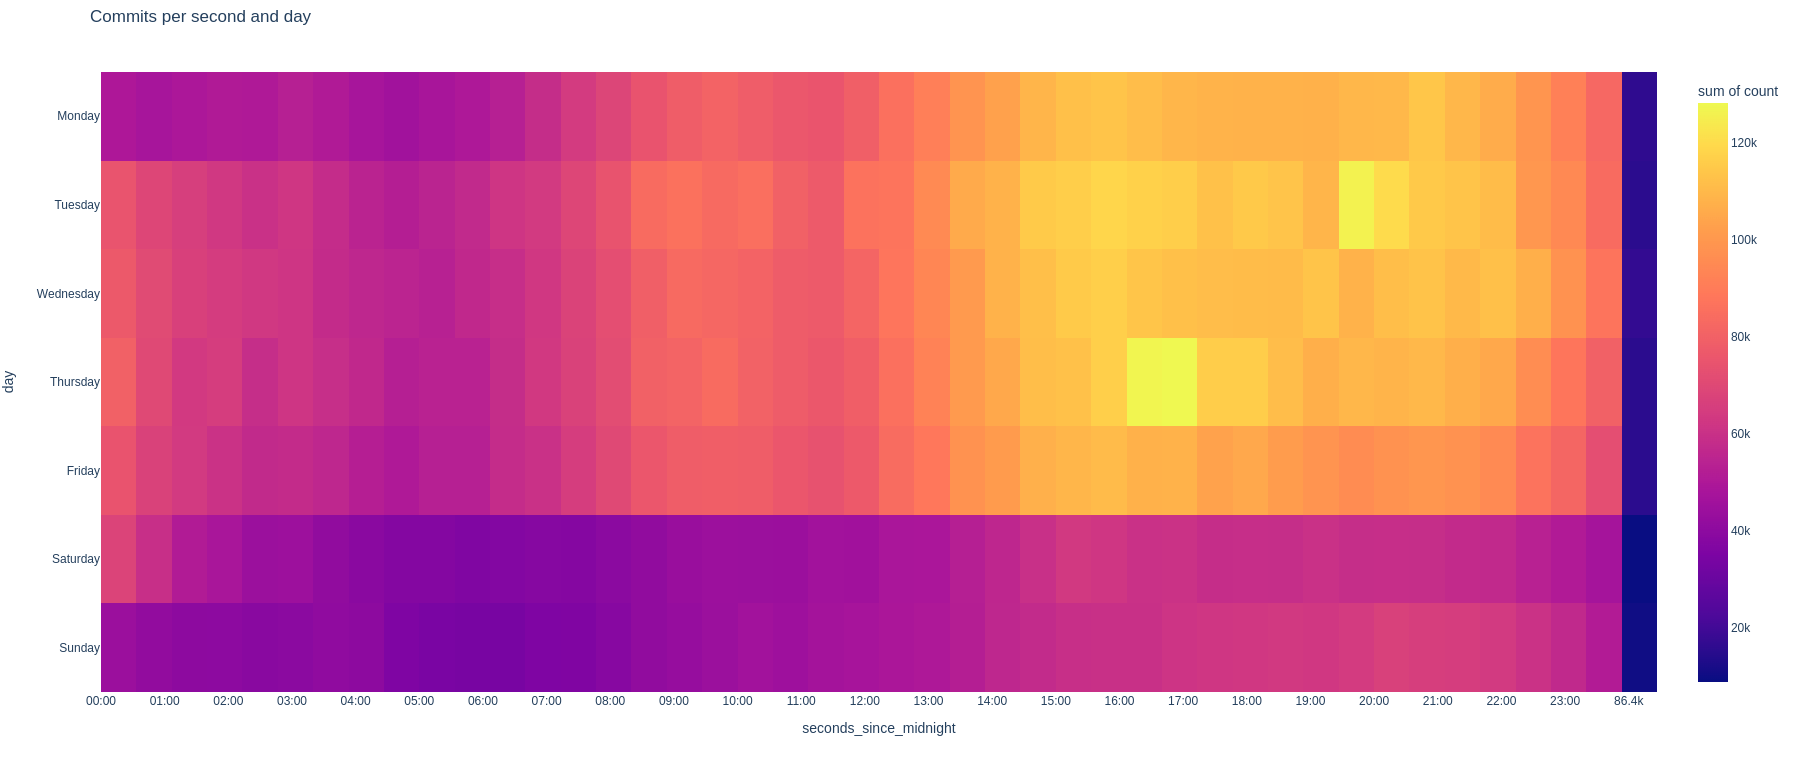 Commits per second and day
sum of count
120k
100k
80k
60k
40k
20k
day
Monday
Tuesday
Wednesday
Thursday
Friday
Saturday
Sunday
00:00 01:00 02:00 03:00 04:00 05:00 06:00 07:00 08:00 09:00 10:00 11:00 12:00 13:00 14:00 15:00 16:00 17:00 18:00 19:00 20:00 21:00 22:00 23:00 86.4k
seconds_since_midnight